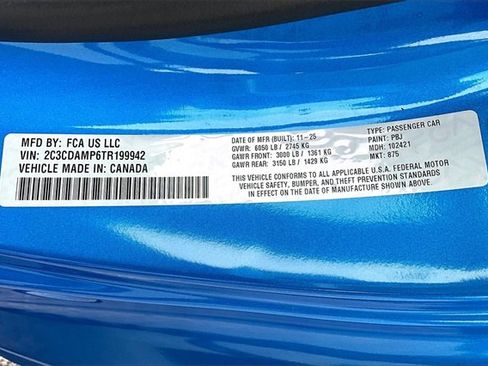 MFD BY: FCA US LLC
VIN: 2C3CDAMP6TR199942
VEHICLE MADE IN: CANADA
DATE OF MFR (BUILT): 11-25
GVWR: 6050 LB / 2745 KG
GAWR FRONT: 3000 LB / 1361 KG
GAWR REAR: 3150 LB / 1429 KG
TYPE: PASSENGER CAR
PAINT: PBJ
MDH: 102421
MKT: 875
THIS VEHICLE CONFORMS TO ALL APPLICABLE U.S.A. FEDERAL MOTOR
VEHICLE SAFETY, BUMPER, AND THEFT PREVENTION STANDARDS
IN EFFECT ON THE DATE OF MANUFACTURE SHOWN ABOVE.